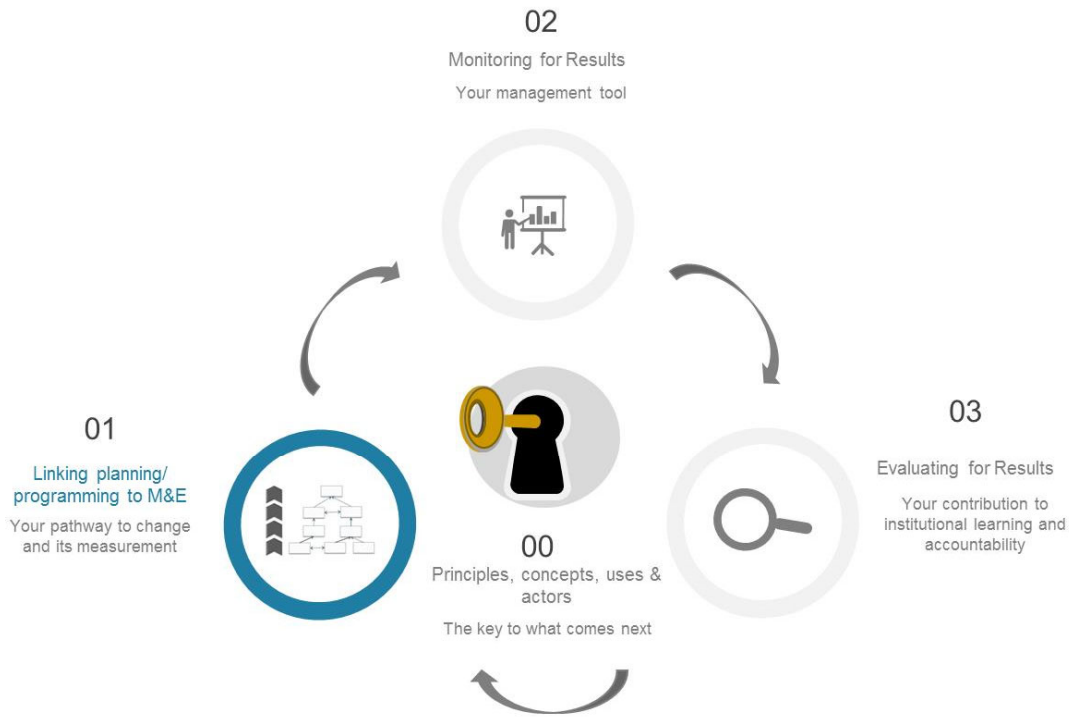 02
Monitoring for Results
Your management tool
01
Linking planning/
programming to M&E
Your pathway to change
and its measurement
03
Evaluating for Results
Your contribution to
institutional learning and
accountability
00
Principles, concepts, uses &
actors
The key to what comes next